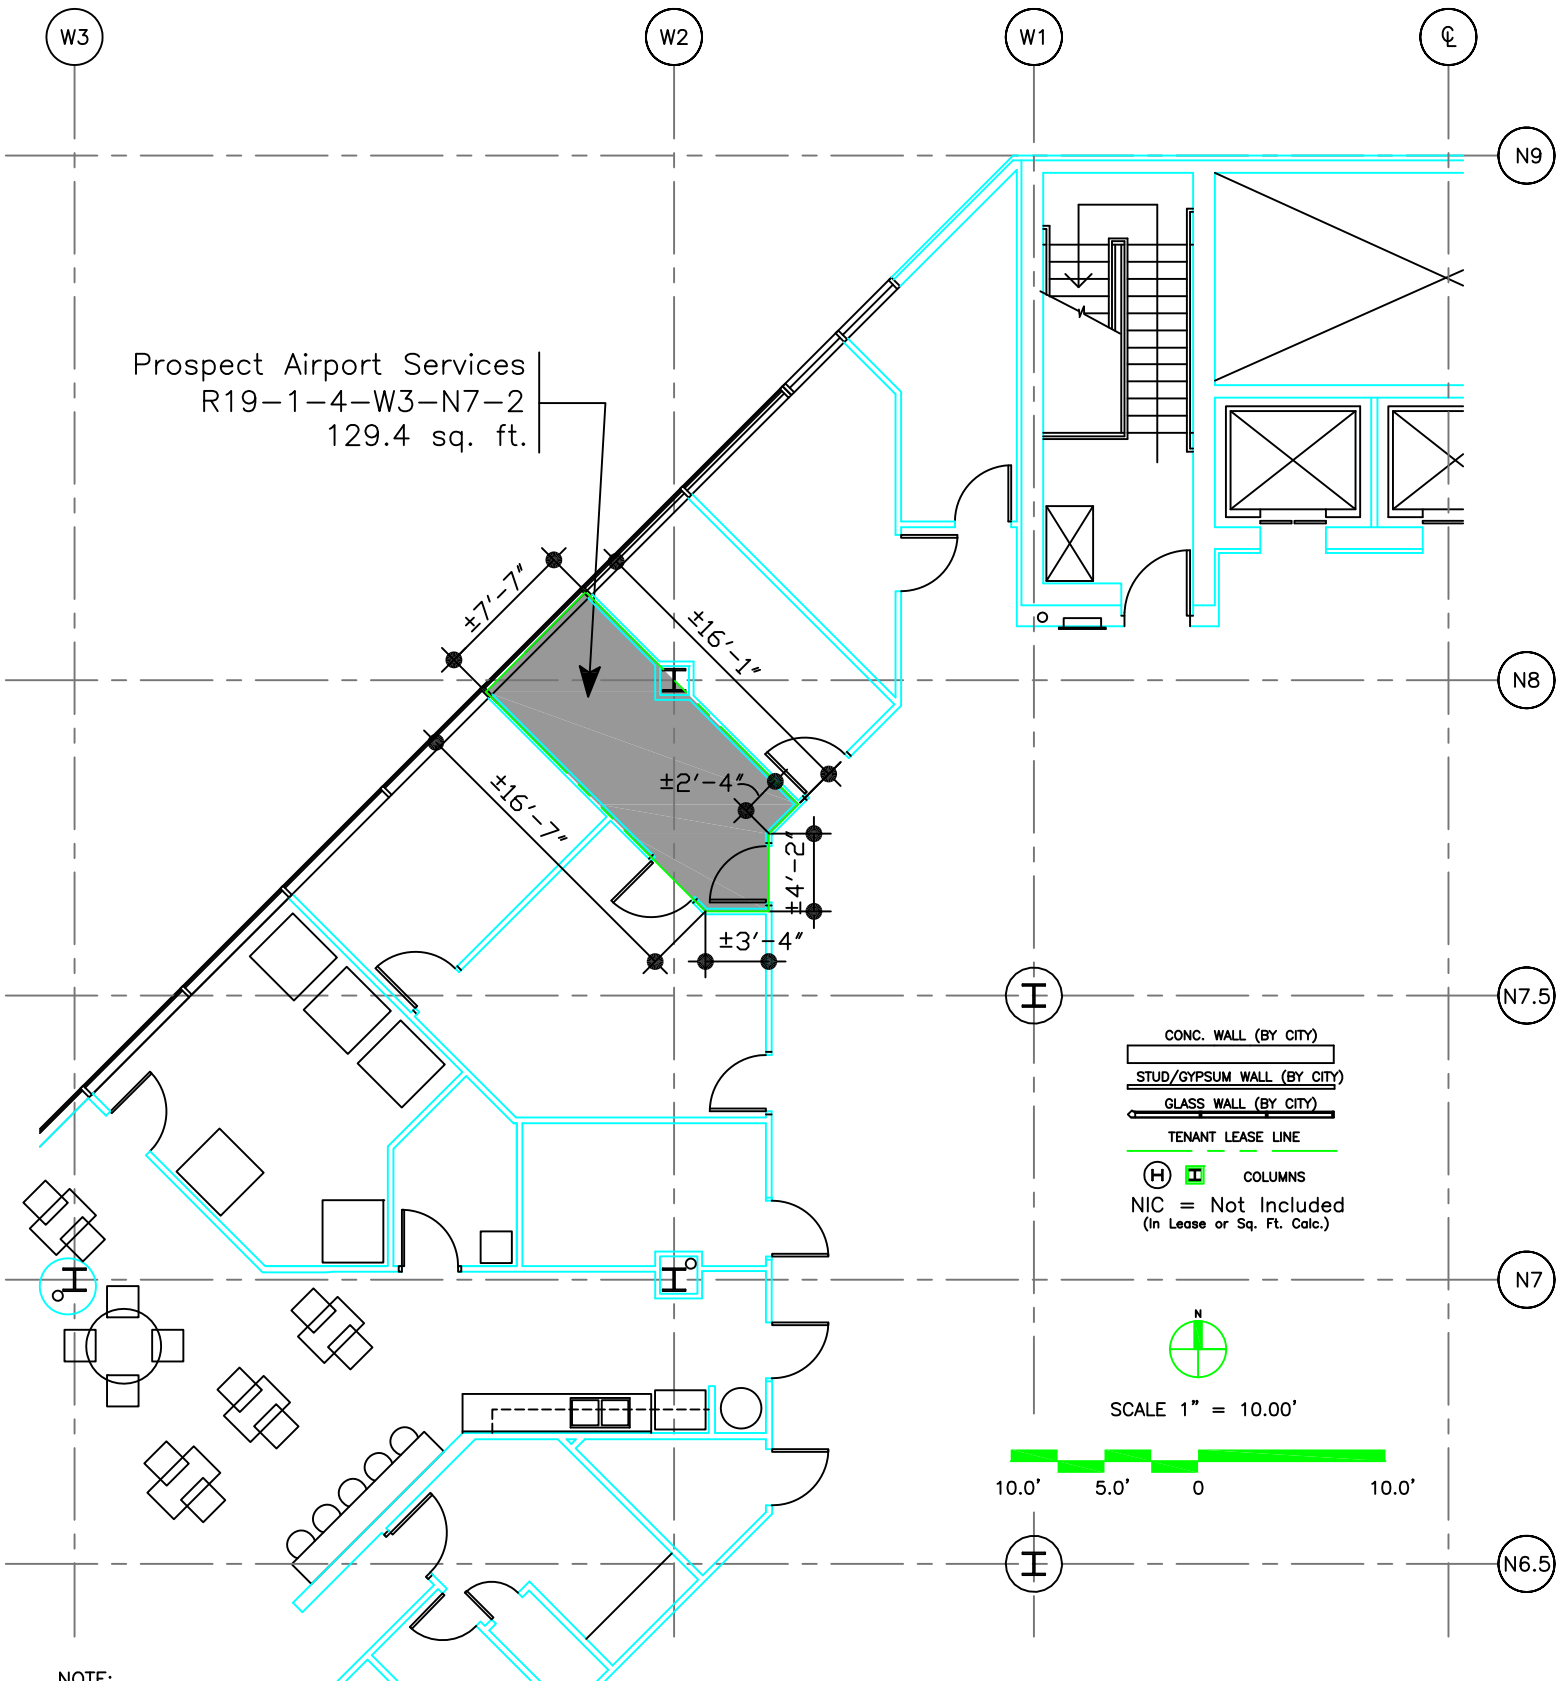 W3
W2
W1
℄
N9
Prospect Airport Services
R19-1-4-W3-N7-2
129.4 sq. ft.
±7'-7"
±16'-1"
N8
±2'-4"
±16'-7"
±4'-2"
±3'-4"
N7.5
CONC. WALL (BY CITY)
STUD/GYPSUM WALL (BY CITY)
GLASS WALL (BY CITY)
TENANT LEASE LINE
COLUMNS
NIC = Not Included
(In Lease or Sq. Ft. Calc.)
N7
N
SCALE 1" = 10.00'
10.0' 5.0' 0 10.0'
N6.5
NOTE: